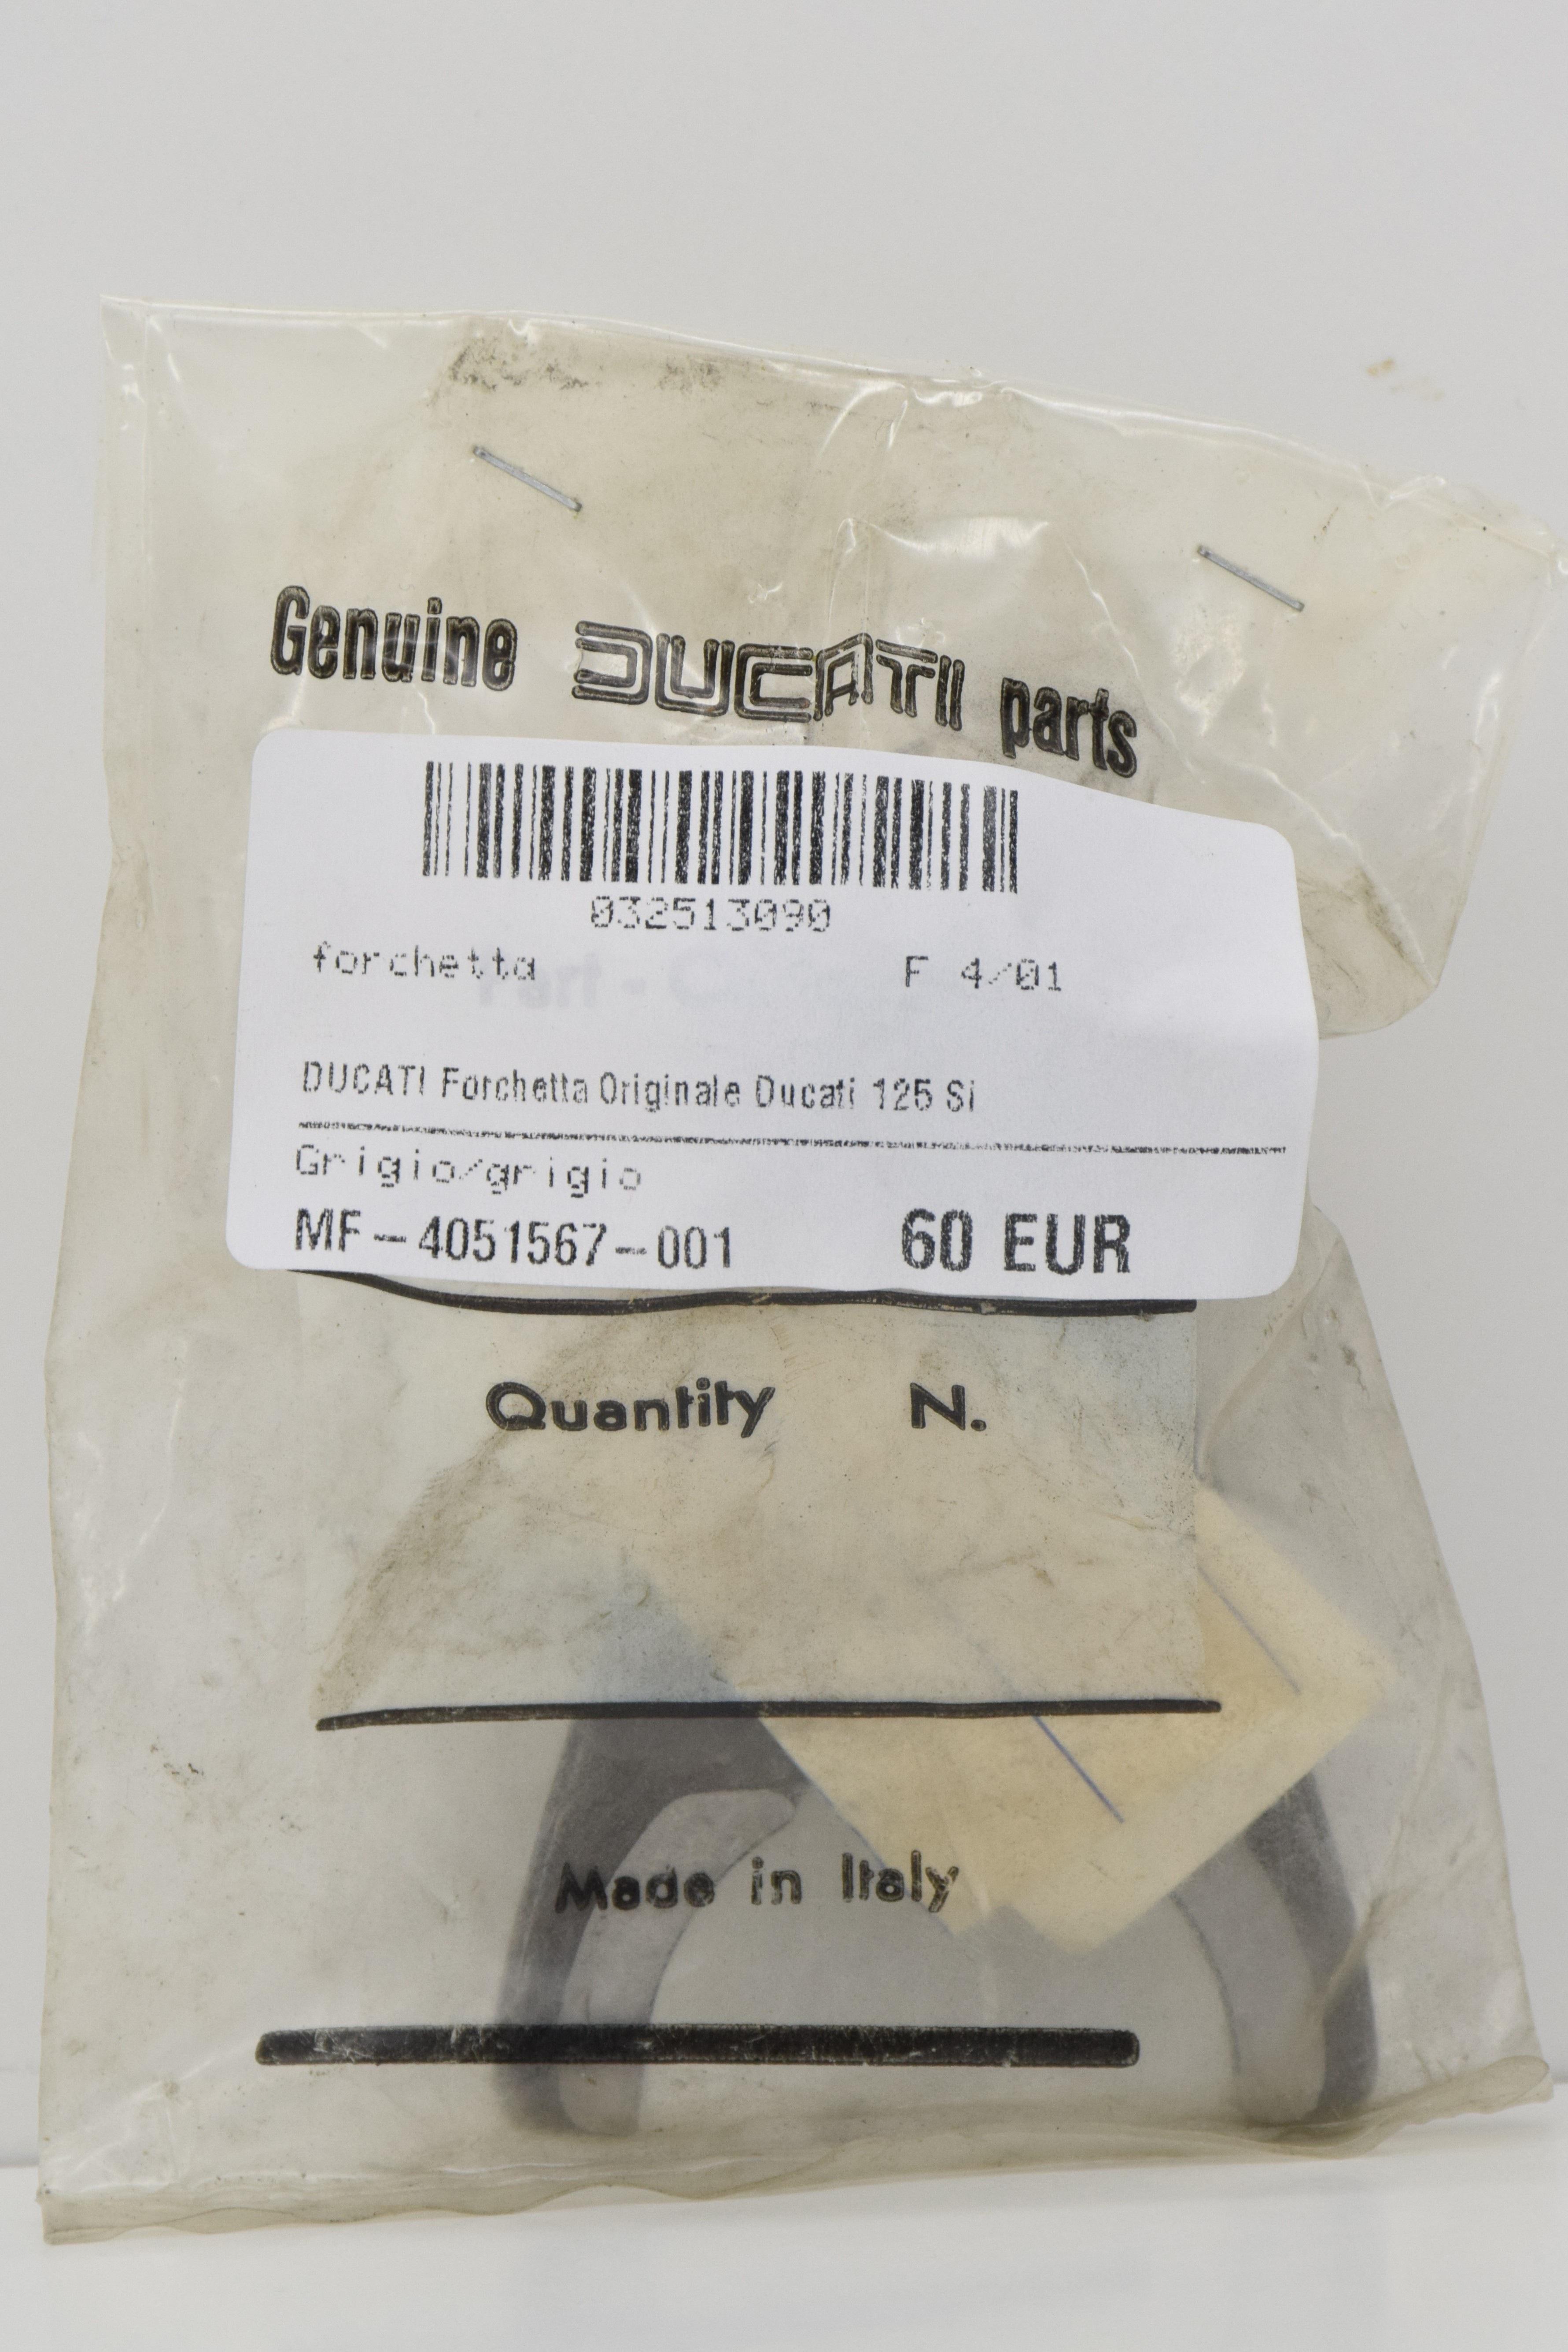 Genuine DUCATI parts
032513090
forchetta F 4/01
DUCATI Forchetta Originale Ducati 125 Si
Grigio/grigio
MF-4051567-001 60 EUR
Quantity N.
Made in Italy